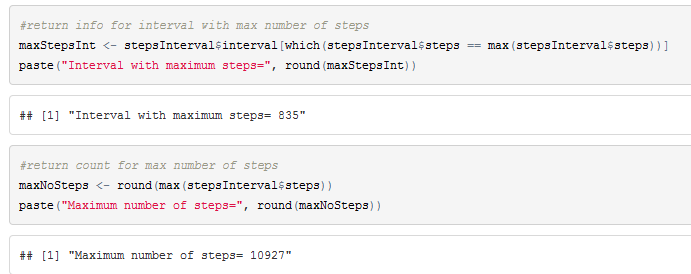 #return info for interval with max number of steps
maxStepsInt <- stepsInterval$interval[which(stepsInterval$steps == max(stepsInterval$steps))]
paste("Interval with maximum steps=", round(maxStepsInt))
## [1] "Interval with maximum steps= 835"
#return count for max number of steps
maxNoSteps <- round(max(stepsInterval$steps))
paste("Maximum number of steps=", round(maxNoSteps))
## [1] "Maximum number of steps= 10927"